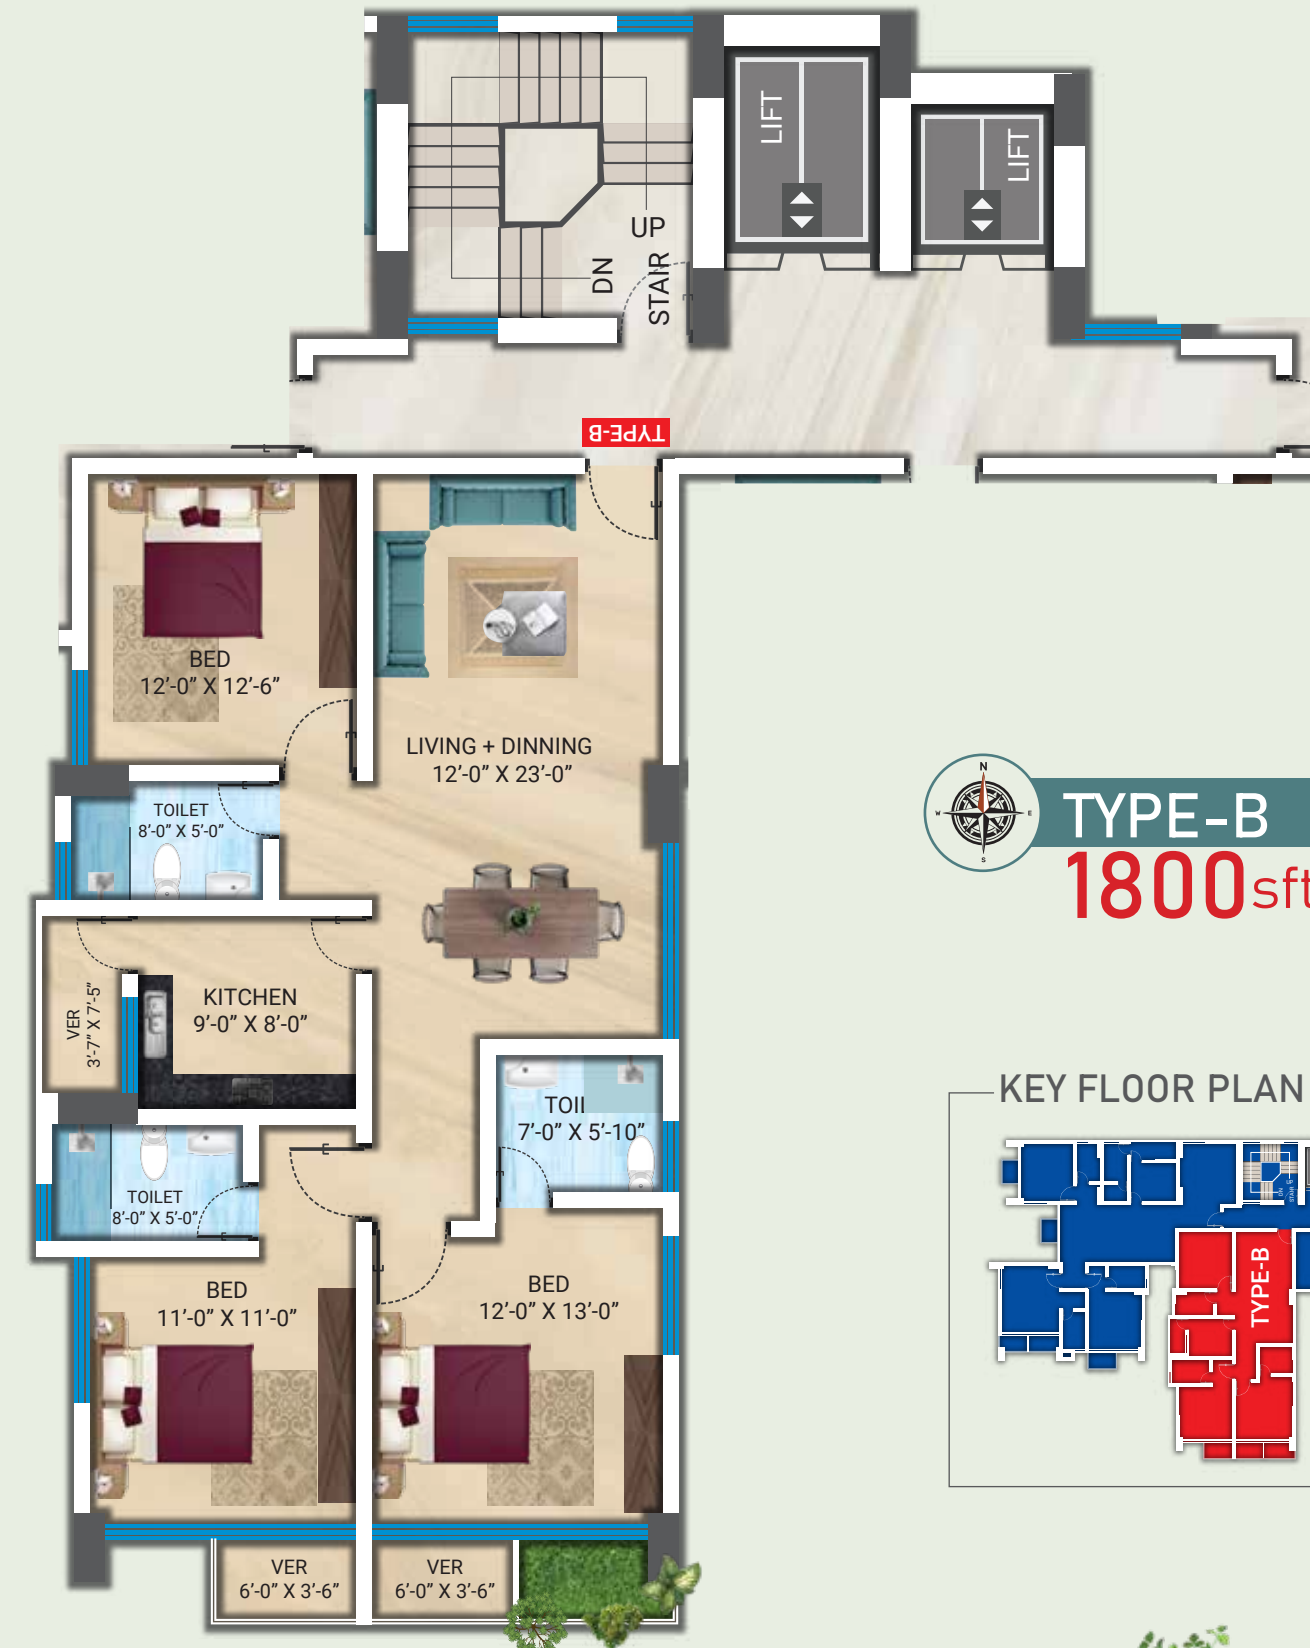 LIFT
LIFT
UP
DN
STAIR
TYPE-B
BED
12'-0" X 12'-6"
LIVING + DINNING
12'-0" X 23'-0"
TOILET
8'-0" X 5'-0"
N
W
E
S
TYPE-B
1800sft
KITCHEN
9'-0" X 8'-0"
VER
3'-7" X 7'-5"
TOIL
7'-0" X 5'-10"
TOILET
8'-0" X 5'-0"
BED
11'-0" X 11'-0"
BED
12'-0" X 13'-0"
VER
6'-0" X 3'-6"
VER
6'-0" X 3'-6"
KEY FLOOR PLAN
DN
STAIR
TYPE-B